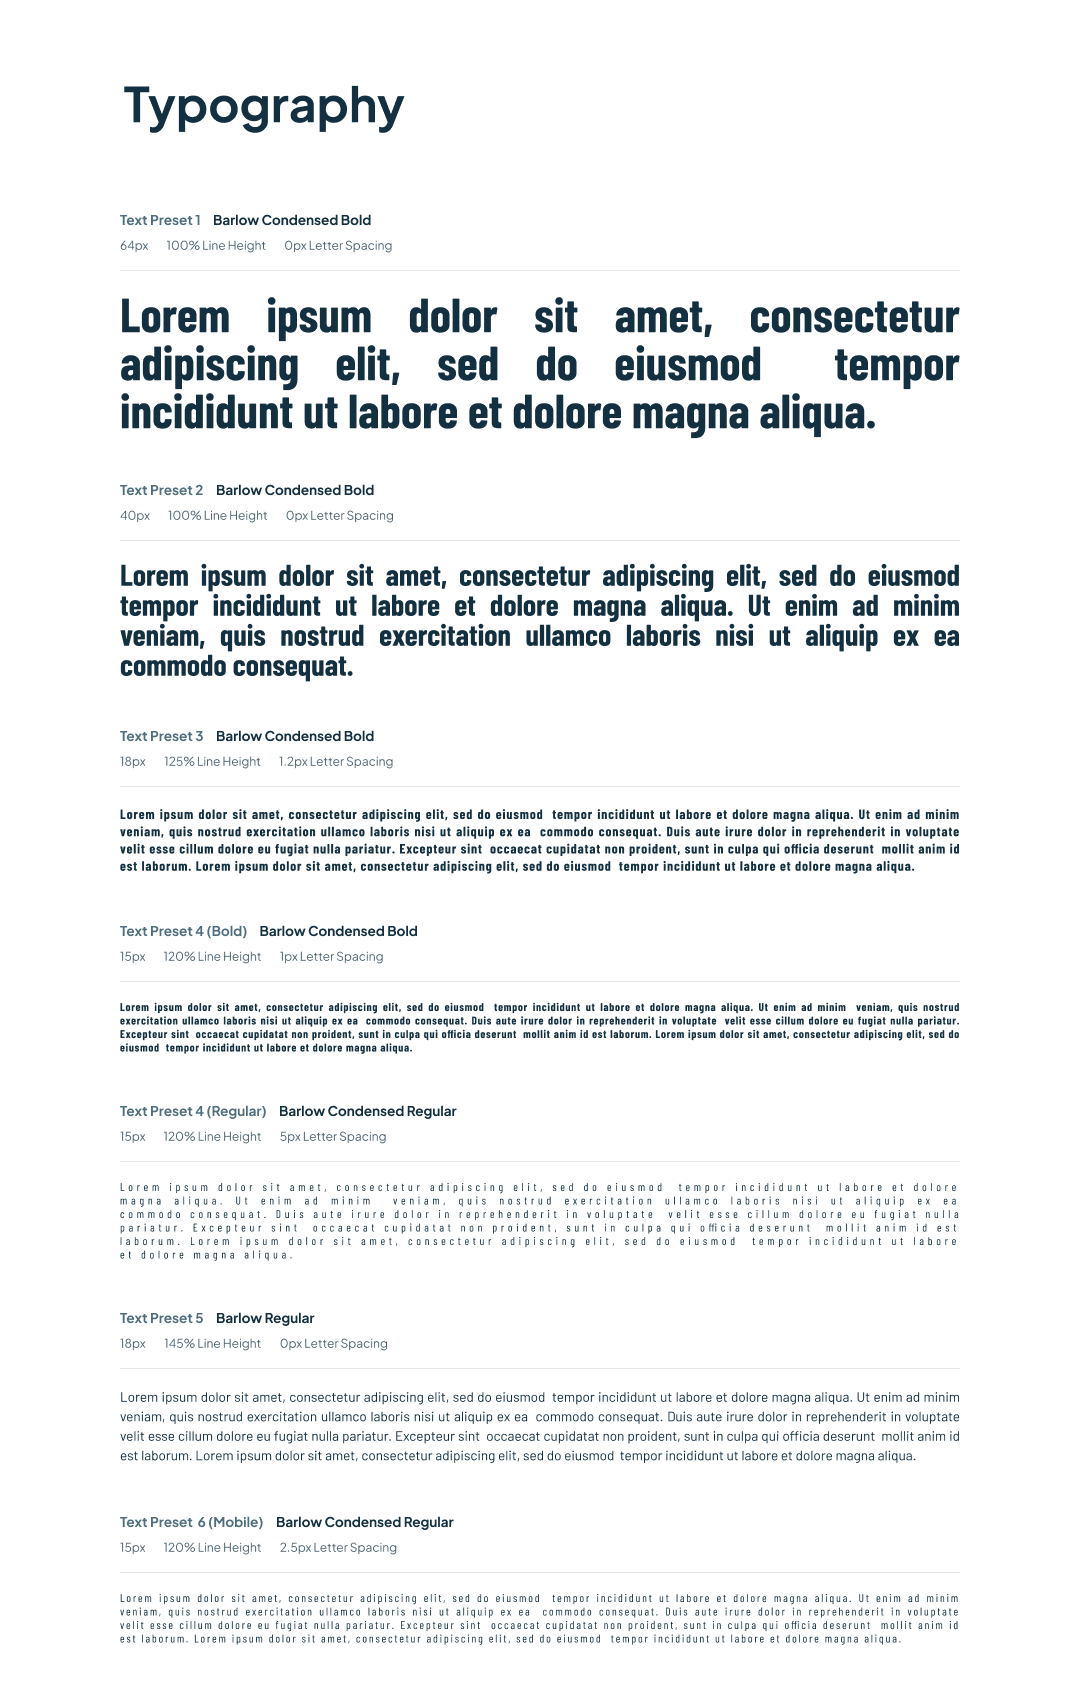 Typography
Text Preset 1 Barlow Condensed Bold
64px 100% Line Height 0px Letter Spacing
Lorem ipsum dolor sit amet, consectetur
adipiscing elit, sed do eiusmod tempor
incididunt ut labore et dolore magna aliqua.
Text Preset 2 Barlow Condensed Bold
40px 100% Line Height 0px Letter Spacing
Lorem ipsum dolor sit amet, consectetur adipiscing elit, sed do eiusmod
tempor incididunt ut labore et dolore magna aliqua. Ut enim ad minim
veniam, quis nostrud exercitation ullamco laboris nisi ut aliquip ex ea
commodo consequat.
Text Preset 3 Barlow Condensed Bold
18px 125% Line Height 1.2px Letter Spacing
Lorem ipsum dolor sit amet, consectetur adipiscing elit, sed do eiusmod tempor incididunt ut labore et dolore magna aliqua. Ut enim ad minim
veniam, quis nostrud exercitation ullamco laboris nisi ut aliquip ex ea commodo consequat. Duis aute irure dolor in reprehenderit in voluptate
velit esse cillum dolore eu fugiat nulla pariatur. Excepteur sint occaecat cupidatat non proident, sunt in culpa qui officia deserunt mollit anim id
est laborum. Lorem ipsum dolor sit amet, consectetur adipiscing elit, sed do eiusmod tempor incididunt ut labore et dolore magna aliqua.
Text Preset 4 (Bold) Barlow Condensed Bold
15px 120% Line Height 1px Letter Spacing
Lorem ipsum dolor sit amet, consectetur adipiscing elit, sed do eiusmod tempor incididunt ut labore et dolore magna aliqua. Ut enim ad minim veniam, quis nostrud
exercitation ullamco laboris nisi ut aliquip ex ea commodo consequat. Duis aute irure dolor in reprehenderit in voluptate velit esse cillum dolore eu fugiat nulla pariatur.
Excepteur sint occaecat cupidatat non proident, sunt in culpa qui officia deserunt mollit anim id est laborum. Lorem ipsum dolor sit amet, consectetur adipiscing elit, sed do
eiusmod tempor incididunt ut labore et dolore magna aliqua.
Text Preset 4 (Regular) Barlow Condensed Regular
15px 120% Line Height 5px Letter Spacing
Lorem ipsum dolor sit amet, consectetur adipiscing elit, sed do eiusmod tempor incididunt ut labore et dolore
magna aliqua. Ut enim ad minim veniam, quis nostrud exercitation ullamco laboris nisi ut aliquip ex ea
commodo consequat. Duis aute irure dolor in reprehenderit in voluptate velit esse cillum dolore eu fugiat nulla
pariatur. Excepteur sint occaecat cupidatat non proident, sunt in culpa qui officia deserunt mollit anim id est
laborum. Lorem ipsum dolor sit amet, consectetur adipiscing elit, sed do eiusmod tempor incididunt ut labore
et dolore magna aliqua.
Text Preset 5 Barlow Regular
18px 145% Line Height 0px Letter Spacing
Lorem ipsum dolor sit amet, consectetur adipiscing elit, sed do eiusmod tempor incididunt ut labore et dolore magna aliqua. Ut enim ad minim
veniam, quis nostrud exercitation ullamco laboris nisi ut aliquip ex ea commodo consequat. Duis aute irure dolor in reprehenderit in voluptate
velit esse cillum dolore eu fugiat nulla pariatur. Excepteur sint occaecat cupidatat non proident, sunt in culpa qui officia deserunt mollit anim id
est laborum. Lorem ipsum dolor sit amet, consectetur adipiscing elit, sed do eiusmod tempor incididunt ut labore et dolore magna aliqua.
Text Preset 6 (Mobile) Barlow Condensed Regular
15px 120% Line Height 2.5px Letter Spacing
Lorem ipsum dolor sit amet, consectetur adipiscing elit, sed do eiusmod tempor incididunt ut labore et dolore magna aliqua. Ut enim ad minim
veniam, quis nostrud exercitation ullamco laboris nisi ut aliquip ex ea commodo consequat. Duis aute irure dolor in reprehenderit in voluptate
velit esse cillum dolore eu fugiat nulla pariatur. Excepteur sint occaecat cupidatat non proident, sunt in culpa qui officia deserunt mollit anim id
est laborum. Lorem ipsum dolor sit amet, consectetur adipiscing elit, sed do eiusmod tempor incididunt ut labore et dolore magna aliqua.